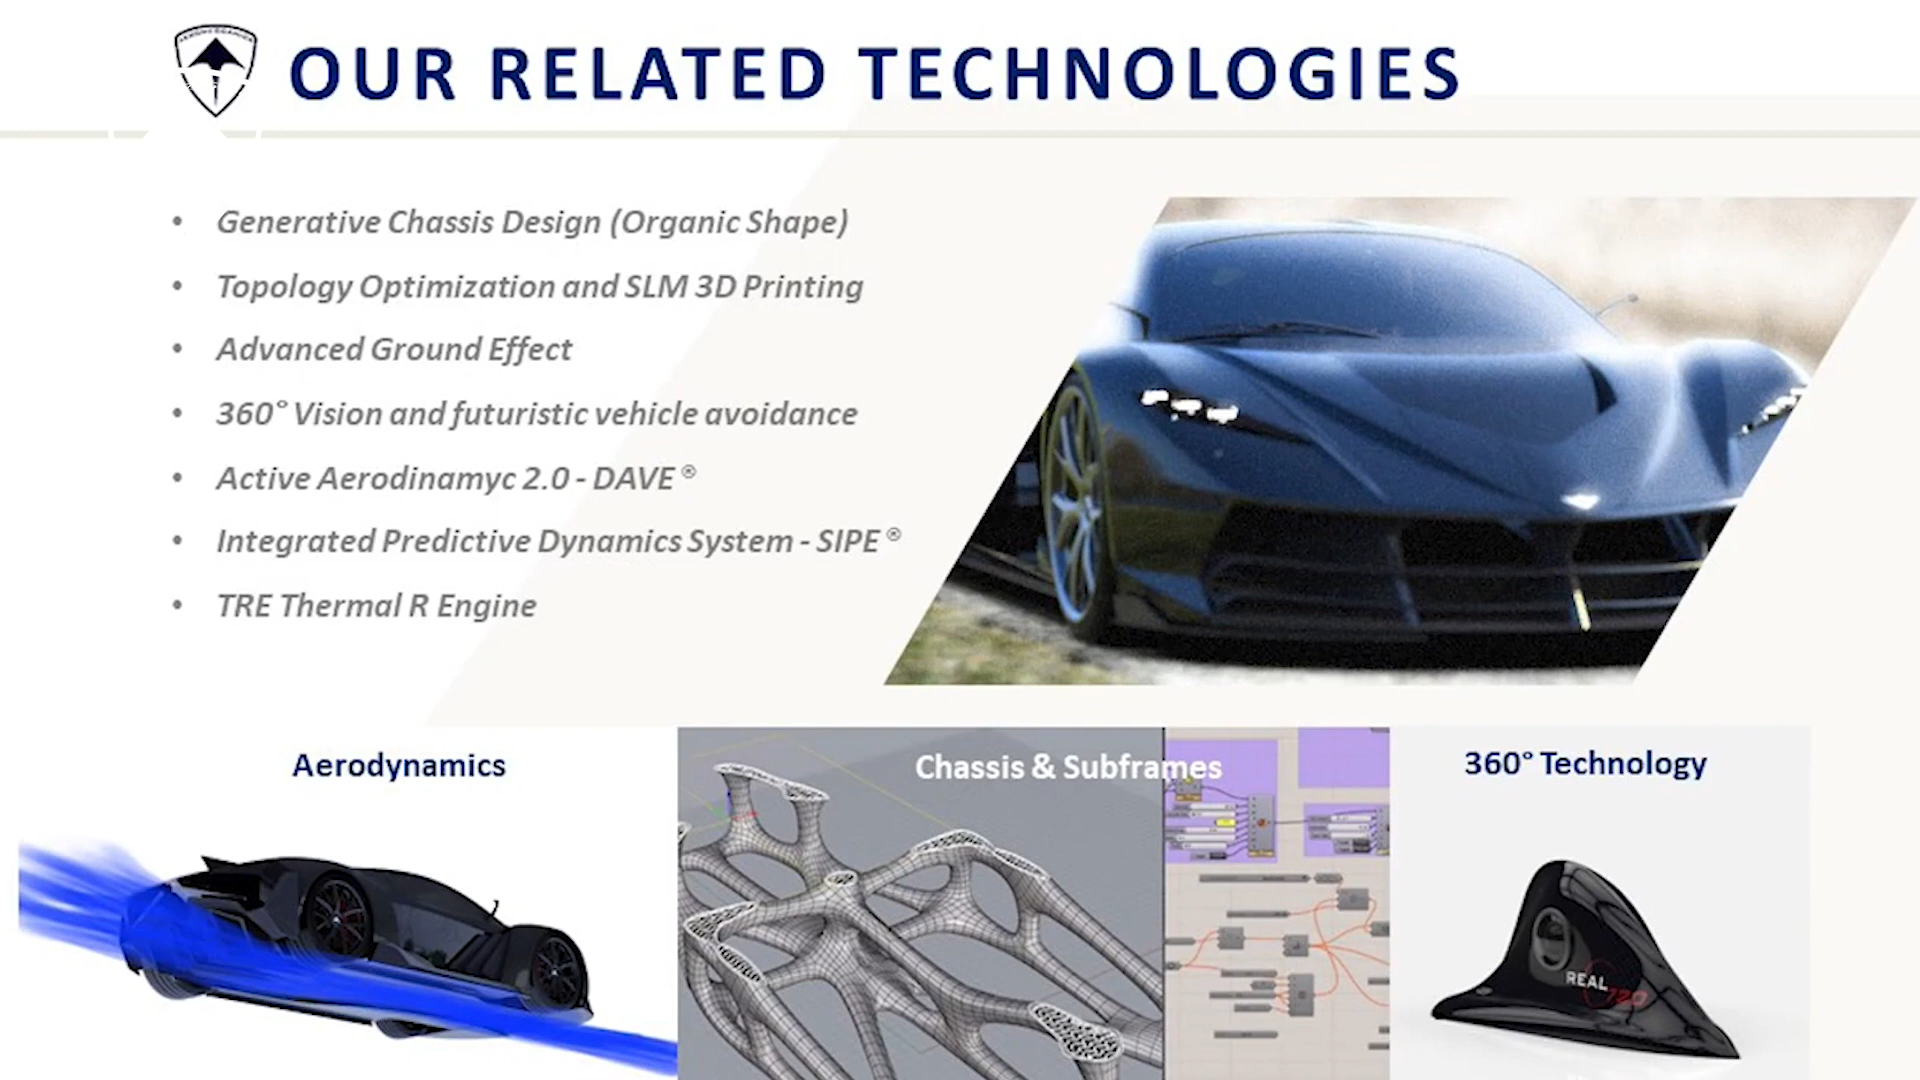 OUR RELATED TECHNOLOGIES
• Generative Chassis Design (Organic Shape)
• Topology Optimization and SLM 3D Printing
• Advanced Ground Effect
• 360° Vision and futuristic vehicle avoidance
• Active Aerodinamyc 2.0 - DAVE ®
• Integrated Predictive Dynamics System - SIPE ®
• TRE Thermal R Engine
Aerodynamics
Chassis & Subframes
360° Technology
REAL
720